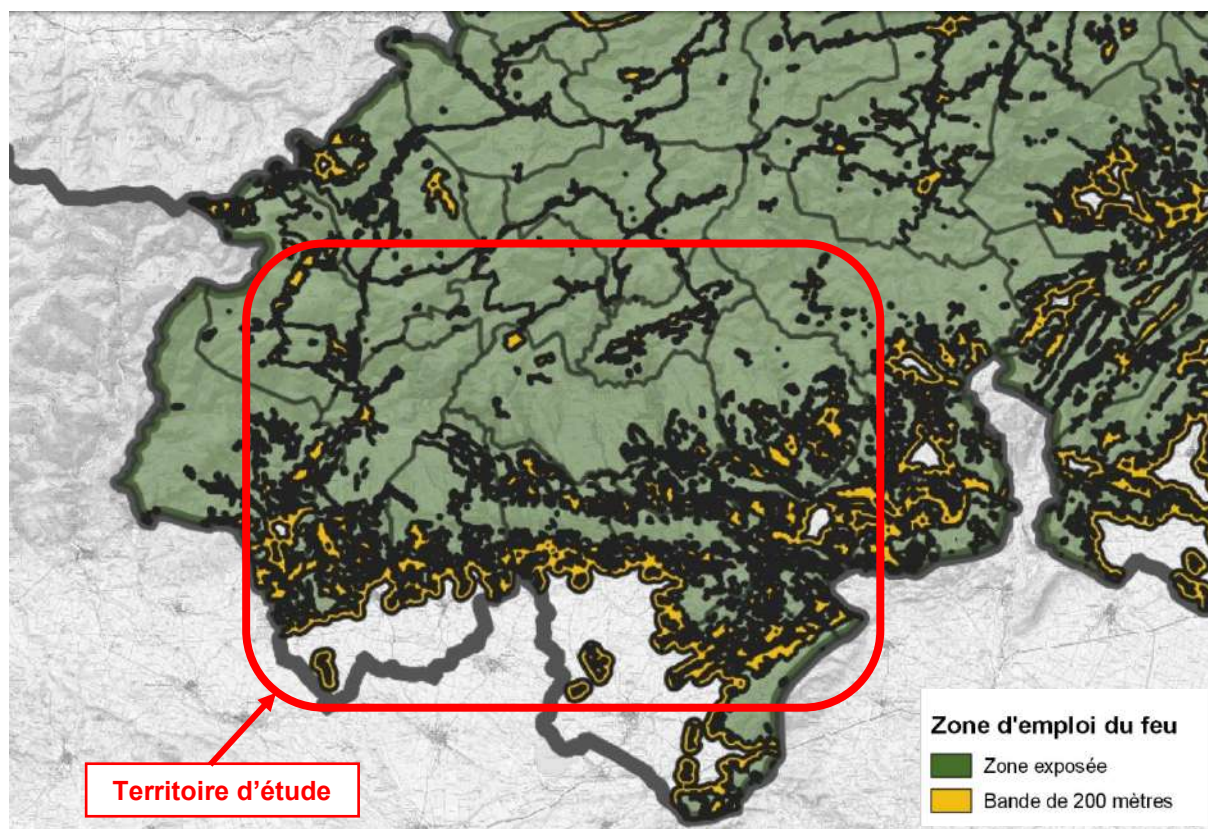 Territoire d'étude
Zone d'emploi du feu
Zone exposée
Bande de 200 mètres